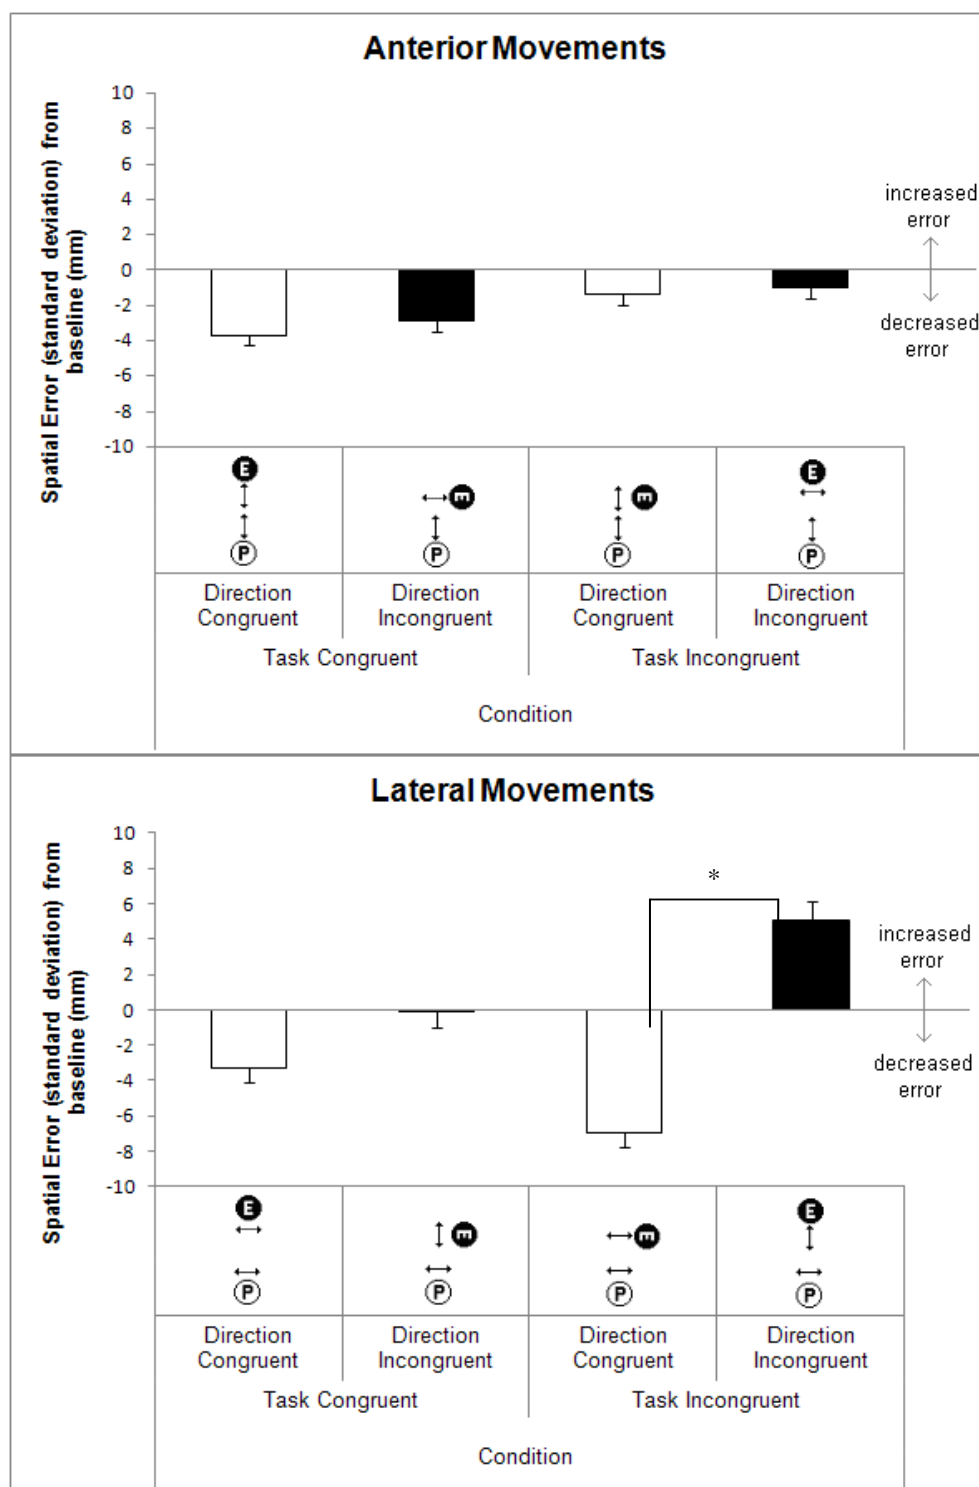 Anterior Movements
Spatial Error (standard deviation) from
baseline (mm)
10
8
6
4
2
0
-2
-4
-6
-8
-10
increased
error
decreased
error
E
P
E
P
E
P
E
P
Direction
Congruent
Direction
Incongruent
Direction
Congruent
Direction
Incongruent
Task Congruent
Task Incongruent
Condition
Lateral Movements
Spatial Error (standard deviation) from
baseline (mm)
10
8
6
4
2
0
-2
-4
-6
-8
-10
*
increased
error
decreased
error
E
P
E
P
E
P
E
P
Direction
Congruent
Direction
Incongruent
Direction
Congruent
Direction
Incongruent
Task Congruent
Task Incongruent
Condition